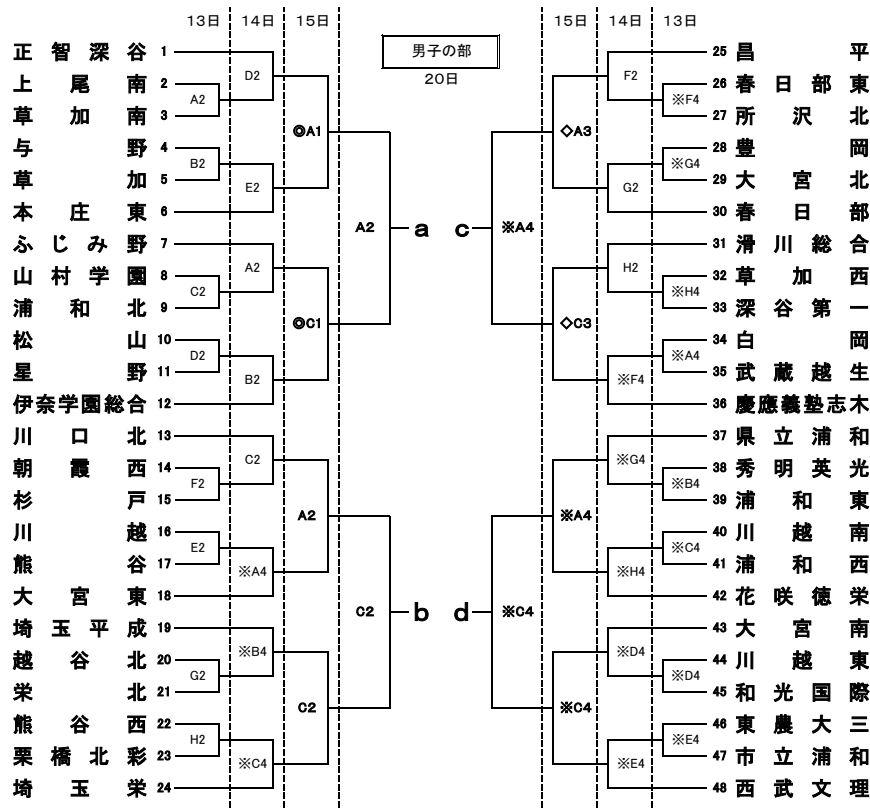 13日 14日 15日 15日 14日 13日
男子の部
20日
正智深谷 1 25 昌平
D2 F2
上尾南 2 26 春日部東
A2 ※F4
草加南 3 27 所沢北
◎A1 ◇A3
与野 4 28 豊岡
B2 ※G4
草加 5 29 大宮北
E2 G2
本庄東 6 30 春日部
A2 a c ※A4
ふじみ野 7 31 滑川総合
A2 H2
山村学園 8 32 草加西
C2 ※H4
浦和北 9 33 深谷第一
◎C1 ◇C3
松山 10 34 白岡
D2 ※A4
星野 11 35 武蔵越生
B2 ※F4
伊奈学園総合 12 36 慶應義塾志木
川口北 13 37 県立浦和
C2 ※G4
朝霞西 14 38 秀明英光
F2 ※B4
杉戸 15 39 浦和東
A2 ※A4
川越 16 40 川越南
E2 ※C4
熊谷 17 41 浦和西
※A4 ※H4
大宮東 18 42 花咲徳栄
C2 b d ※C4
埼玉平成 19 43 大宮南
※B4 ※D4
越谷北 20 44 川越東
G2 ※D4
栄北 21 45 和光国際
C2 ※C4
熊谷西 22 46 東農大三
H2 ※E4
栗橋北彩 23 47 市立浦和
※C4 ※E4
埼玉栄 24 48 西武文理